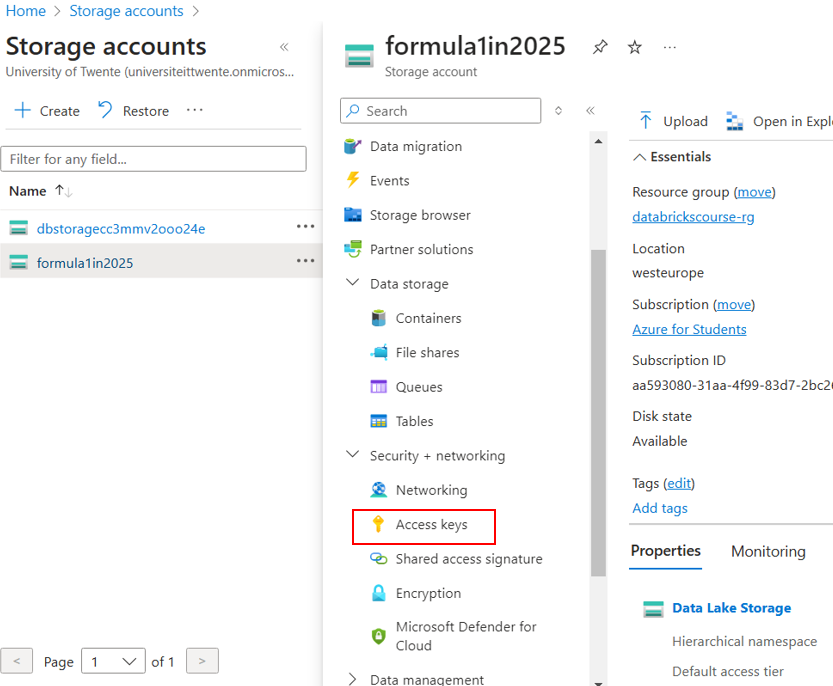 Home > Storage accounts >
Storage accounts
University of Twente (universiteittwente.onmicros...
Create Restore ...
Filter for any field...
Name
dbstoragecc3mmv2ooo24e ...
formula1in2025 ...
< Page 1 of 1 >
formula1in2025 ...
Storage account
Search
Data migration
Events
Storage browser
Partner solutions
Data storage
Containers
File shares
Queues
Tables
Security + networking
Networking
Access keys
Shared access signature
Encryption
Microsoft Defender for
Cloud
Data management
Upload Open in Explo
Essentials
Resource group (move)
databrickscourse-rg
Location
westeurope
Subscription (move)
Azure for Students
Subscription ID
aa593080-31aa-4f99-83d7-2bc26
Disk state
Available
Tags (edit)
Add tags
Properties Monitoring
Data Lake Storage
Hierarchical namespace
Default access tier